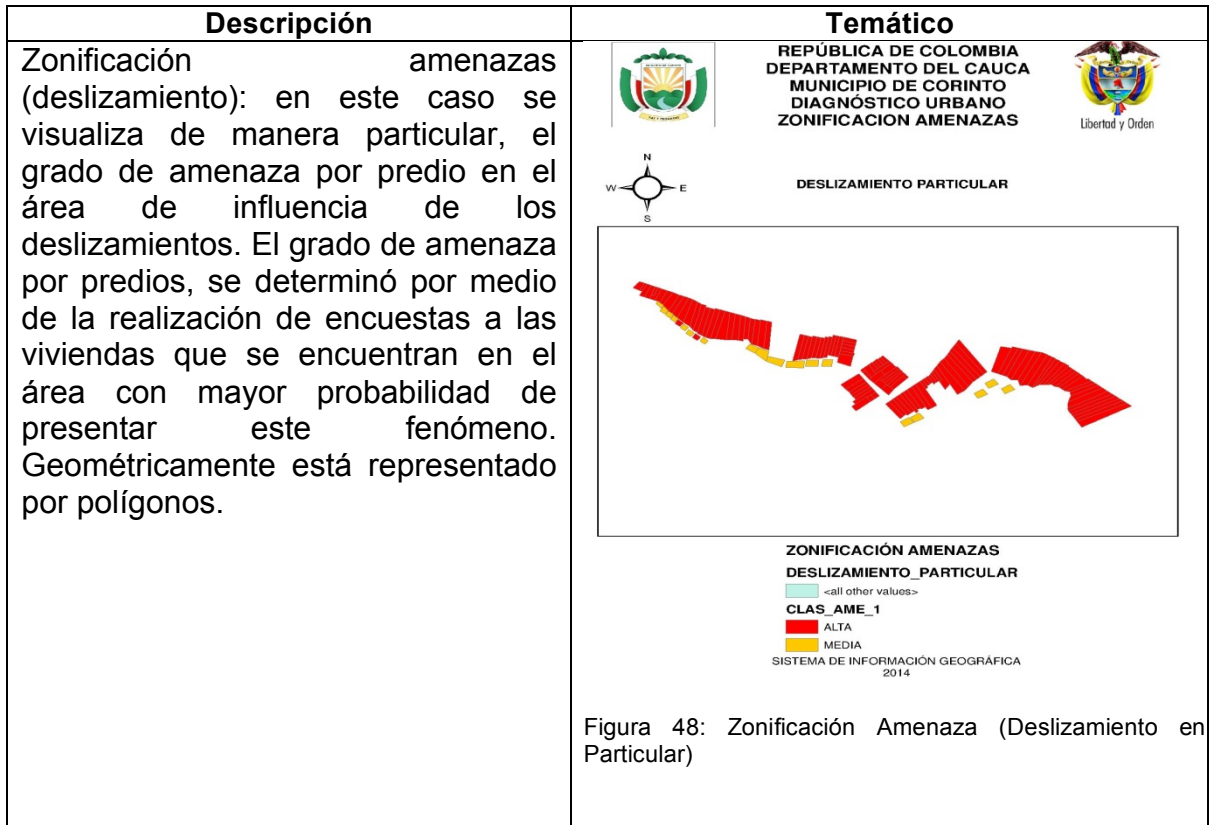 Descripción
Zonificación amenazas
(deslizamiento): en este caso se
visualiza de manera particular, el
grado de amenaza por predio en el
área de influencia de los
deslizamientos. El grado de amenaza
por predios, se determinó por medio
de la realización de encuestas a las
viviendas que se encuentran en el
área con mayor probabilidad de
presentar este fenómeno.
Geométricamente está representado
por polígonos.
Temático
REPÚBLICA DE COLOMBIA
DEPARTAMENTO DEL CAUCA
MUNICIPIO DE CORINTO
DIAGNÓSTICO URBANO
ZONIFICACION AMENAZAS
Libertad y Orden
N
W E
S
DESLIZAMIENTO PARTICULAR
ZONIFICACIÓN AMENAZAS
DESLIZAMIENTO_PARTICULAR
<all other values>
CLAS_AME_1
ALTA
MEDIA
SISTEMA DE INFORMACIÓN GEOGRÁFICA
2014
Figura 48: Zonificación Amenaza (Deslizamiento en
Particular)